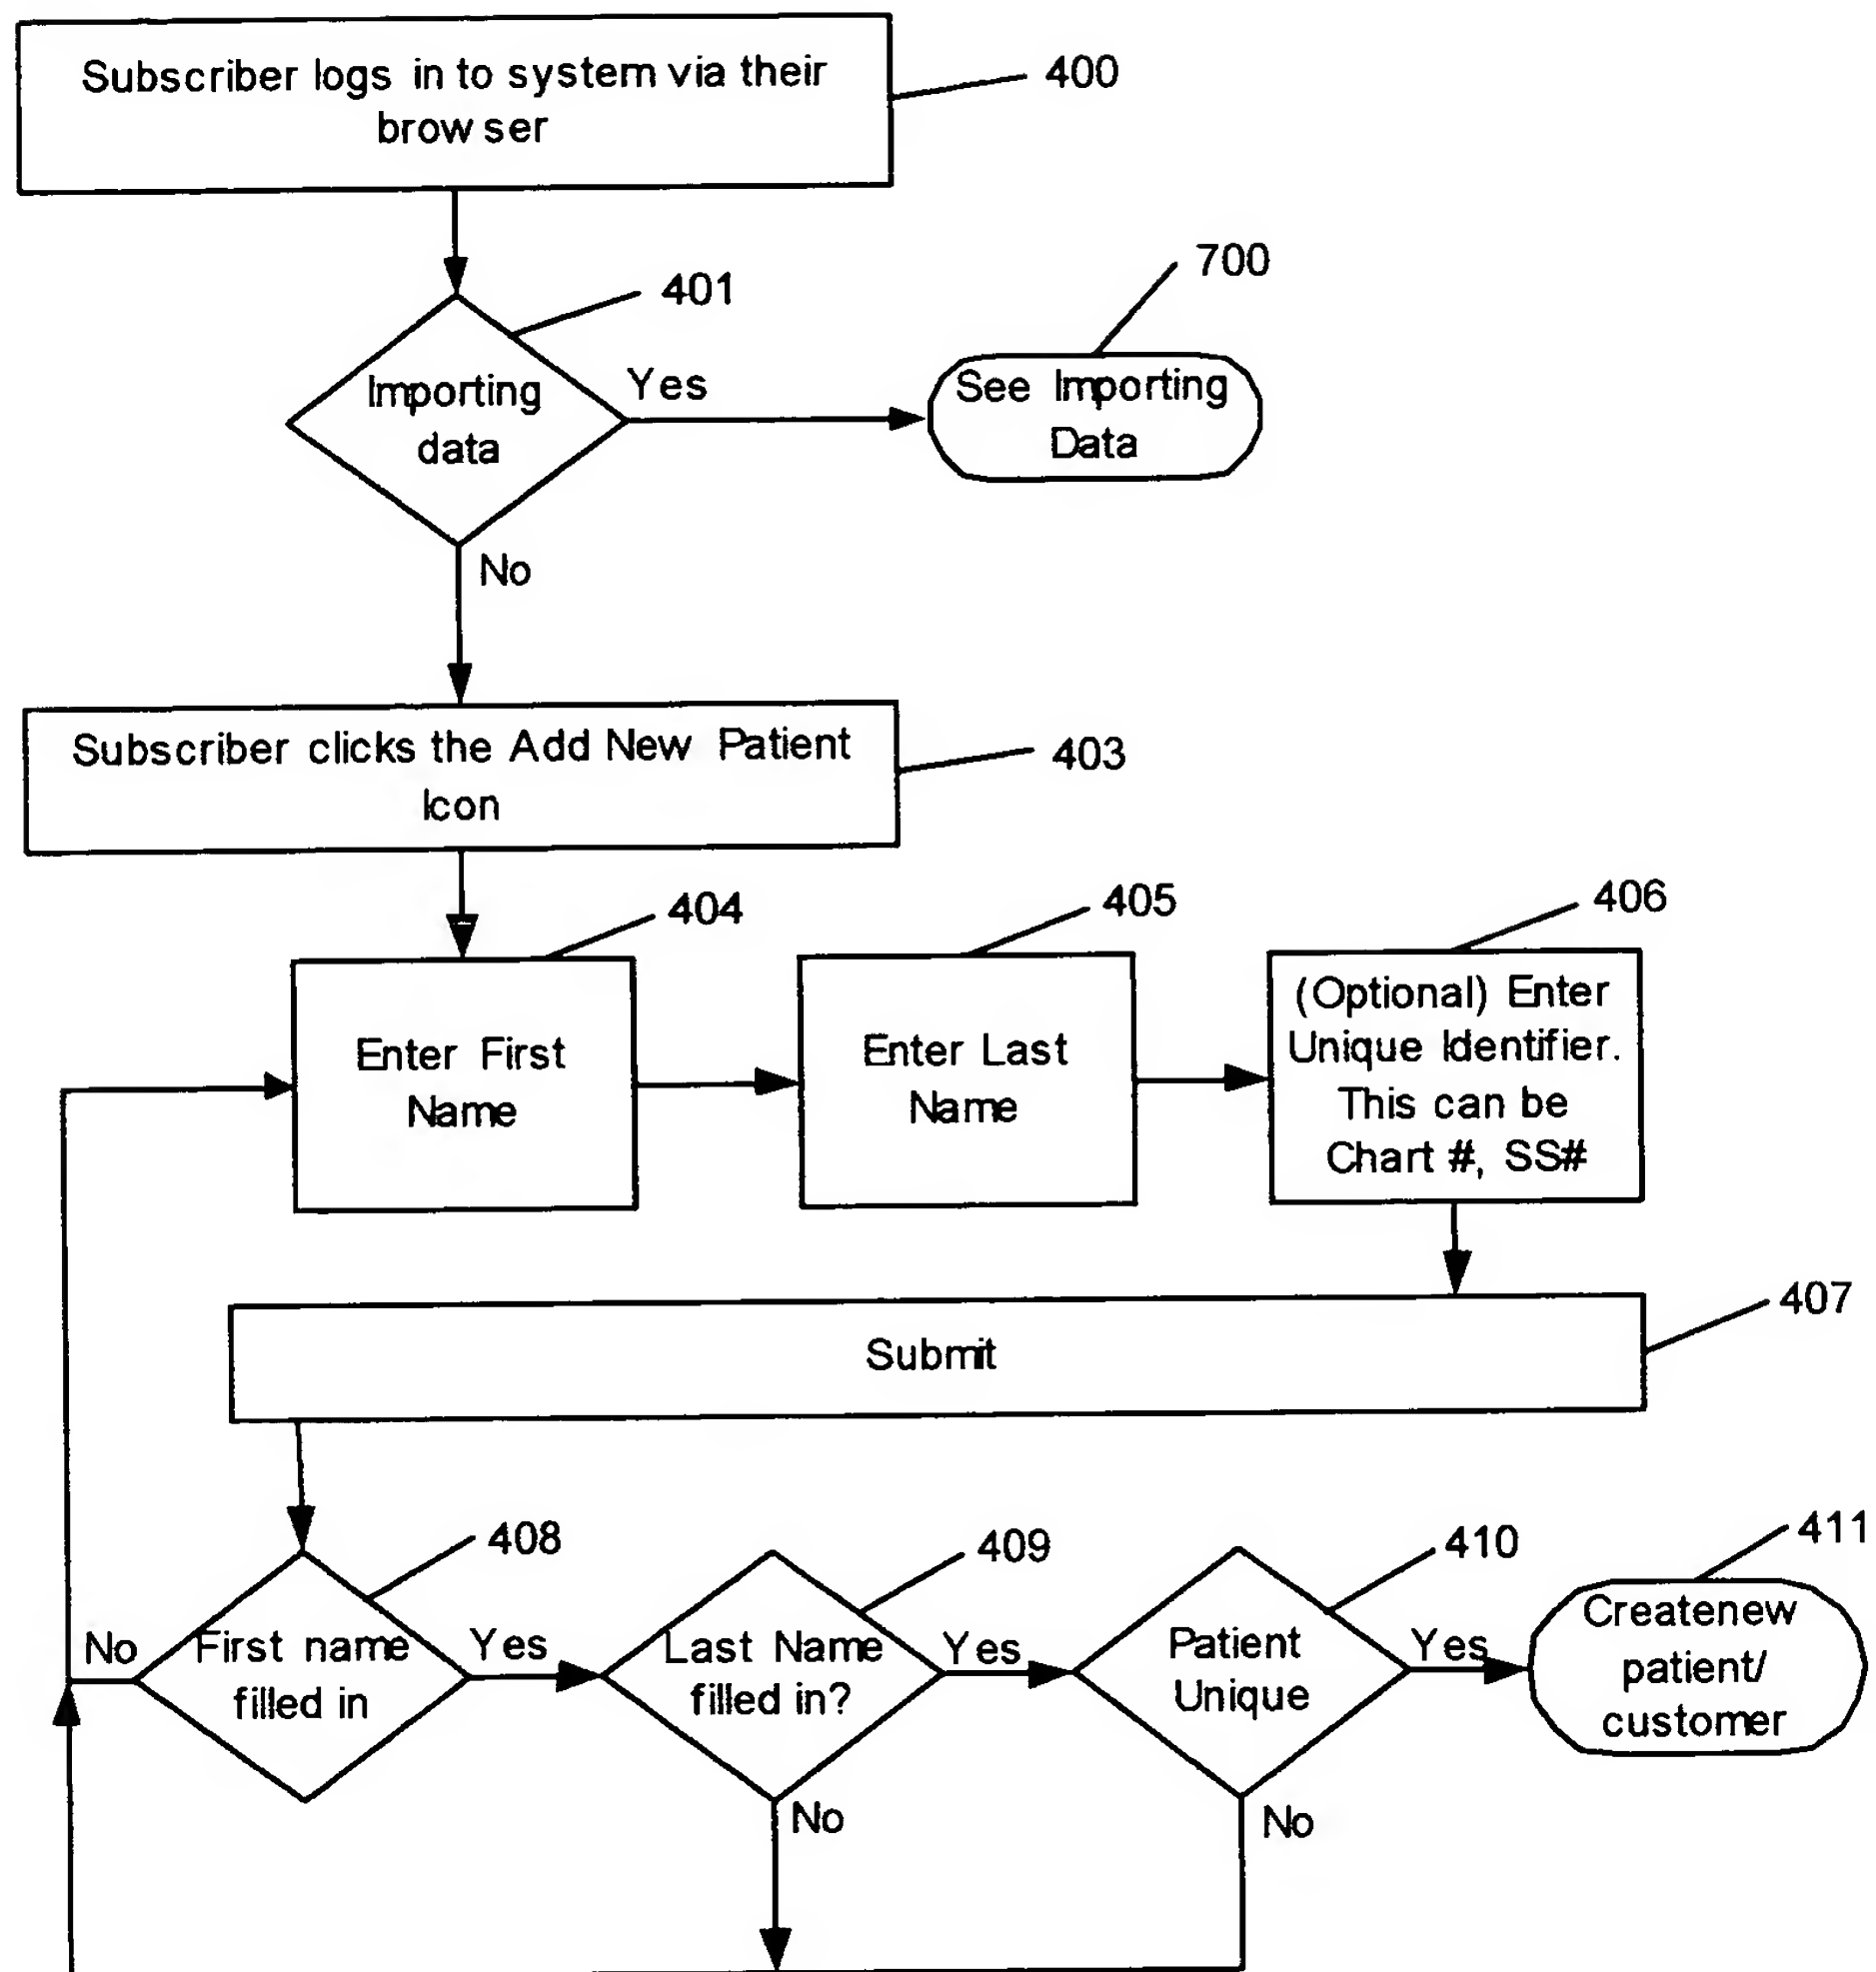 Subscriber logs in to system via their
browser
400
401
700
Importing
data
Yes
See Importing
Data
No
Subscriber clicks the Add New Patient
Icon
403
404
405
406
Enter First
Name
Enter Last
Name
(Optional) Enter
Unique Identifier.
This can be
Chart #, SS#
407
Submit
408
409
410
411
No
First name
filled in
Yes
Last Name
filled in?
Yes
Patient
Unique
Yes
Createnew
patient/
customer
No
No